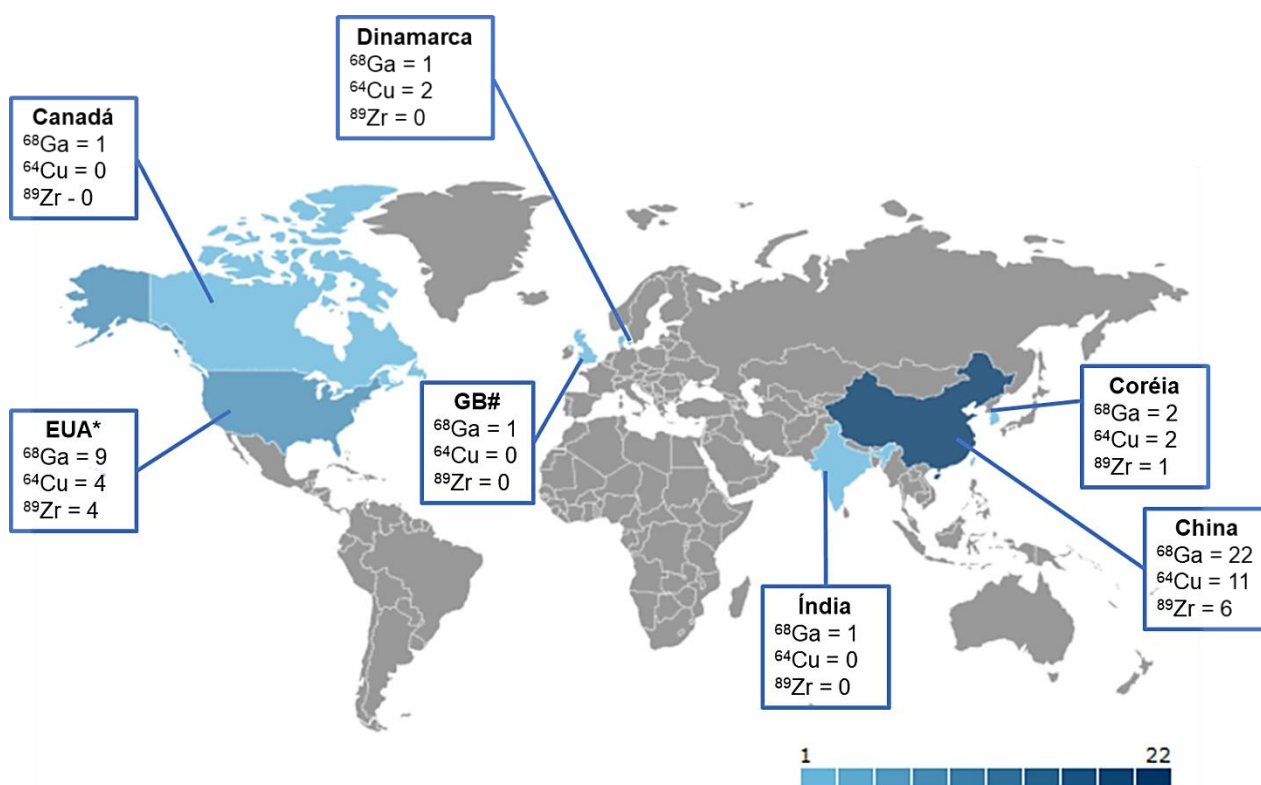 Dinamarca
⁶⁸Ga = 1
⁶⁴Cu = 2
⁸⁹Zr = 0
Canadá
⁶⁸Ga = 1
⁶⁴Cu = 0
⁸⁹Zr - 0
EUA*
⁶⁸Ga = 9
⁶⁴Cu = 4
⁸⁹Zr = 4
GB#
⁶⁸Ga = 1
⁶⁴Cu = 0
⁸⁹Zr = 0
Coréia
⁶⁸Ga = 2
⁶⁴Cu = 2
⁸⁹Zr = 1
China
⁶⁸Ga = 22
⁶⁴Cu = 11
⁸⁹Zr = 6
Índia
⁶⁸Ga = 1
⁶⁴Cu = 0
⁸⁹Zr = 0
1 22